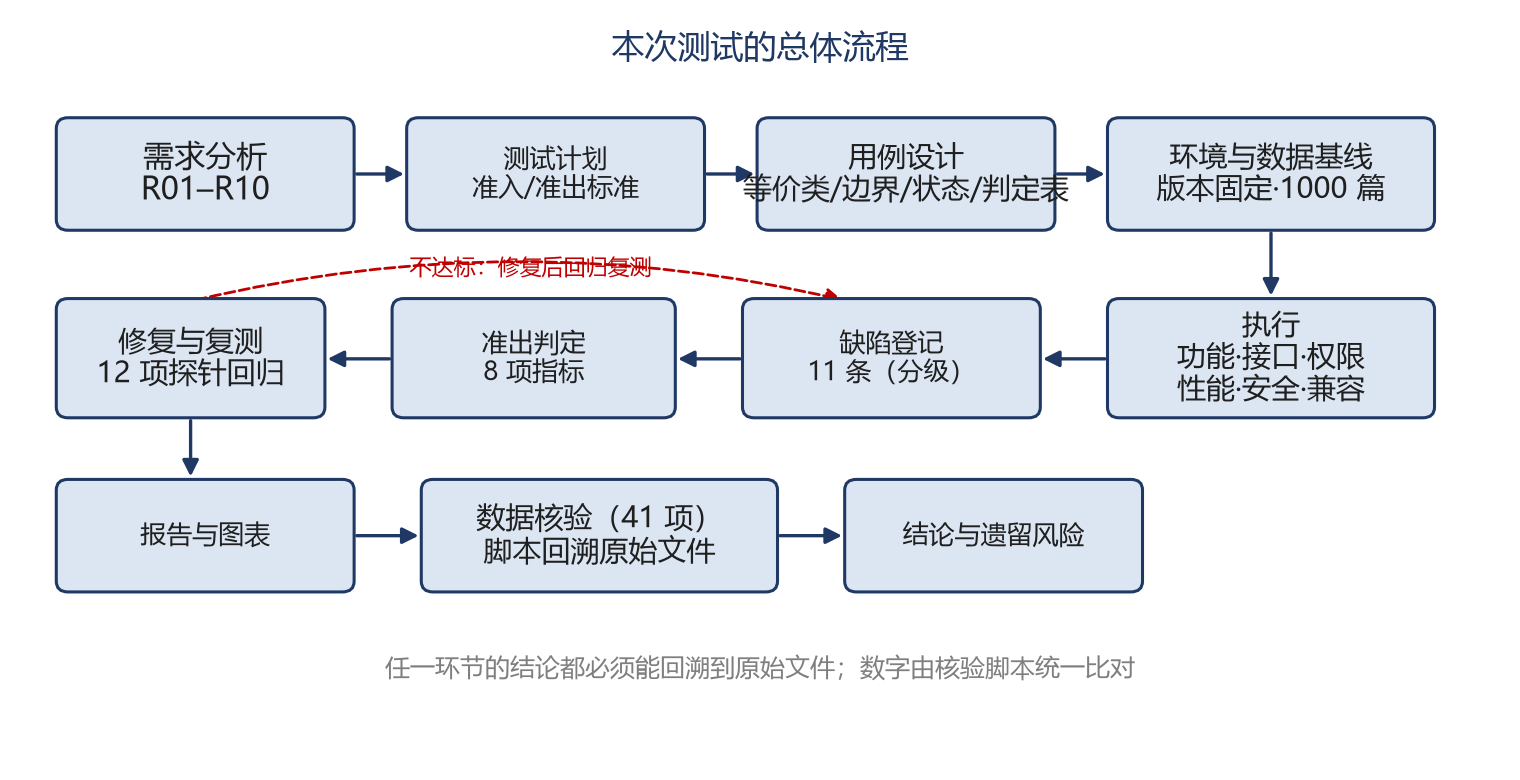 本次测试的总体流程
需求分析
R01–R10
测试计划
准入/准出标准
用例设计
等价类/边界/状态/判定表
环境与数据基线
版本固定·1000 篇
不达标：修复后回归复测
修复与复测
12 项探针回归
准出判定
8 项指标
缺陷登记
11 条（分级）
执行
功能·接口·权限
性能·安全·兼容
报告与图表
数据核验（41 项）
脚本回溯原始文件
结论与遗留风险
任一环节的结论都必须能回溯到原始文件；数字由核验脚本统一比对